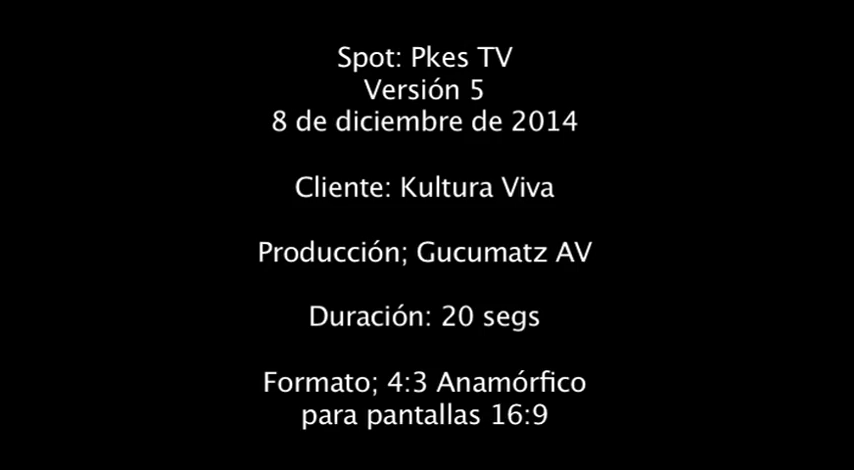 Spot: Pkes TV
Versión 5
8 de diciembre de 2014
Cliente: Kultura Viva
Producción; Gucumatz AV
Duración: 20 segs
Formato; 4:3 Anamórfico
para pantallas 16:9